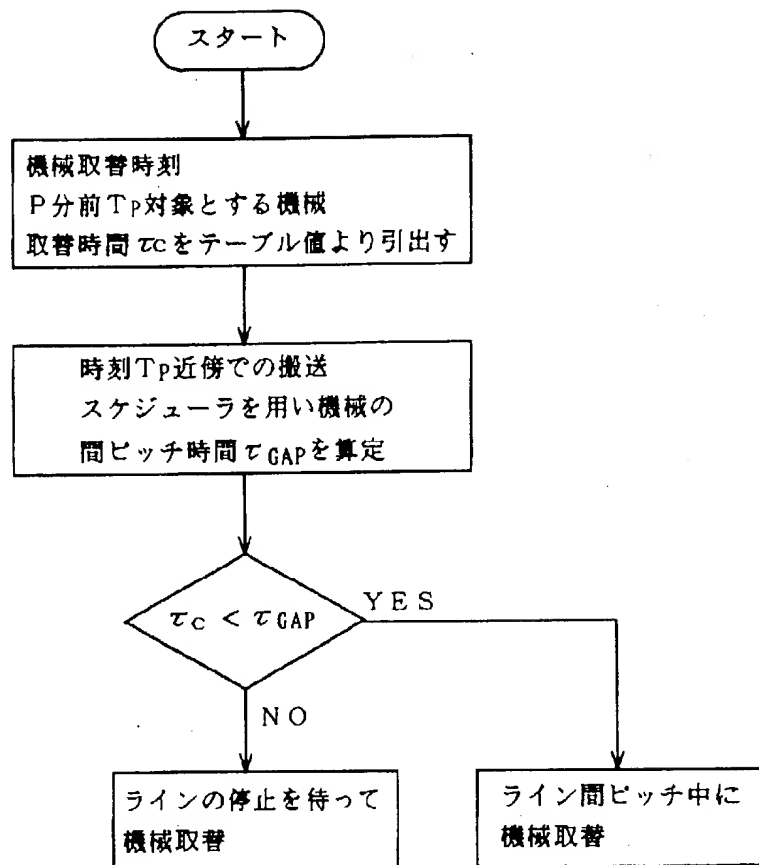 スタート
機械取替時刻
P分前Tp対象とする機械
取替時間τcをテーブル値より引出す
時刻Tp近傍での搬送
スケジューラを用い機械の
間ピッチ時間τGAPを算定
τc < τGAP
YES
NO
ラインの停止を待って
機械取替
ライン間ピッチ中に
機械取替